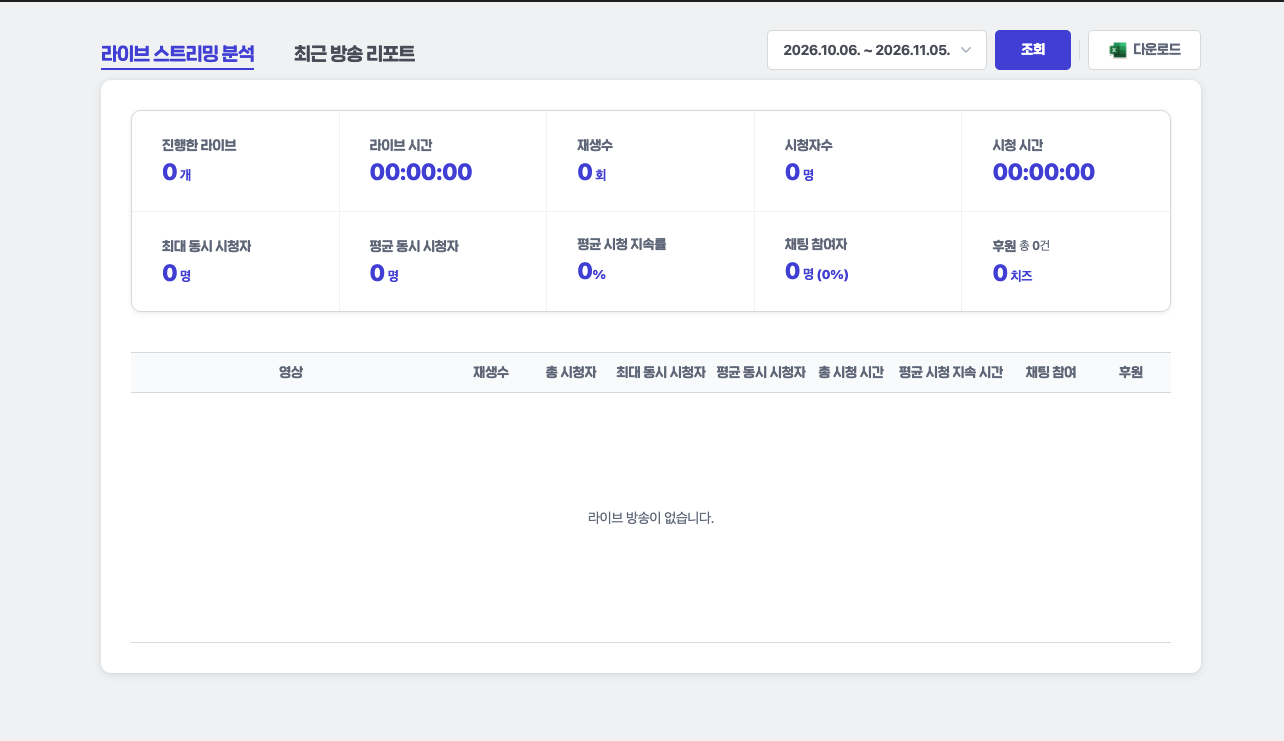 라이브 스트리밍 분석 최근 방송 리포트 2026.10.06. ~ 2026.11.05. 조회 다운로드
진행한 라이브 라이브 시간 재생수 시청자수 시청 시간
0 개 00:00:00 0 회 0 명 00:00:00
최대 동시 시청자 평균 동시 시청자 평균 시청 지속률 채팅 참여자 후원 총 0건
0 명 0 명 0% 0 명 (0%) 0 치즈
영상 재생수 총 시청자 최대 동시 시청자 평균 동시 시청자 총 시청 시간 평균 시청 지속 시간 채팅 참여 후원
라이브 방송이 없습니다.